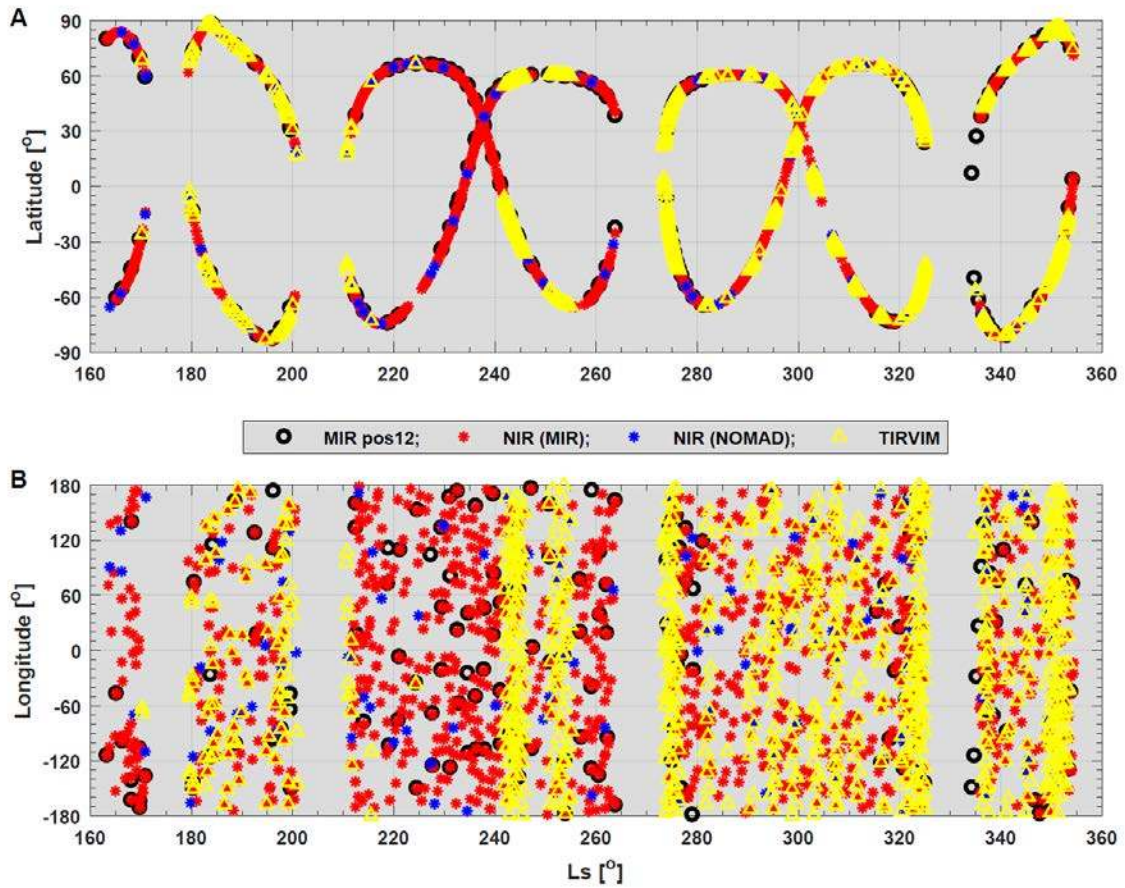 A
Latitude [o]
90
60
30
0
-30
-60
-90
160 180 200 220 240 260 280 300 320 340 360
MIR pos12; NIR (MIR); NIR (NOMAD); TIRVIM
B
Longitude [o]
180
120
60
0
-60
-120
-180
160 180 200 220 240 260 280 300 320 340 360
Ls [o]